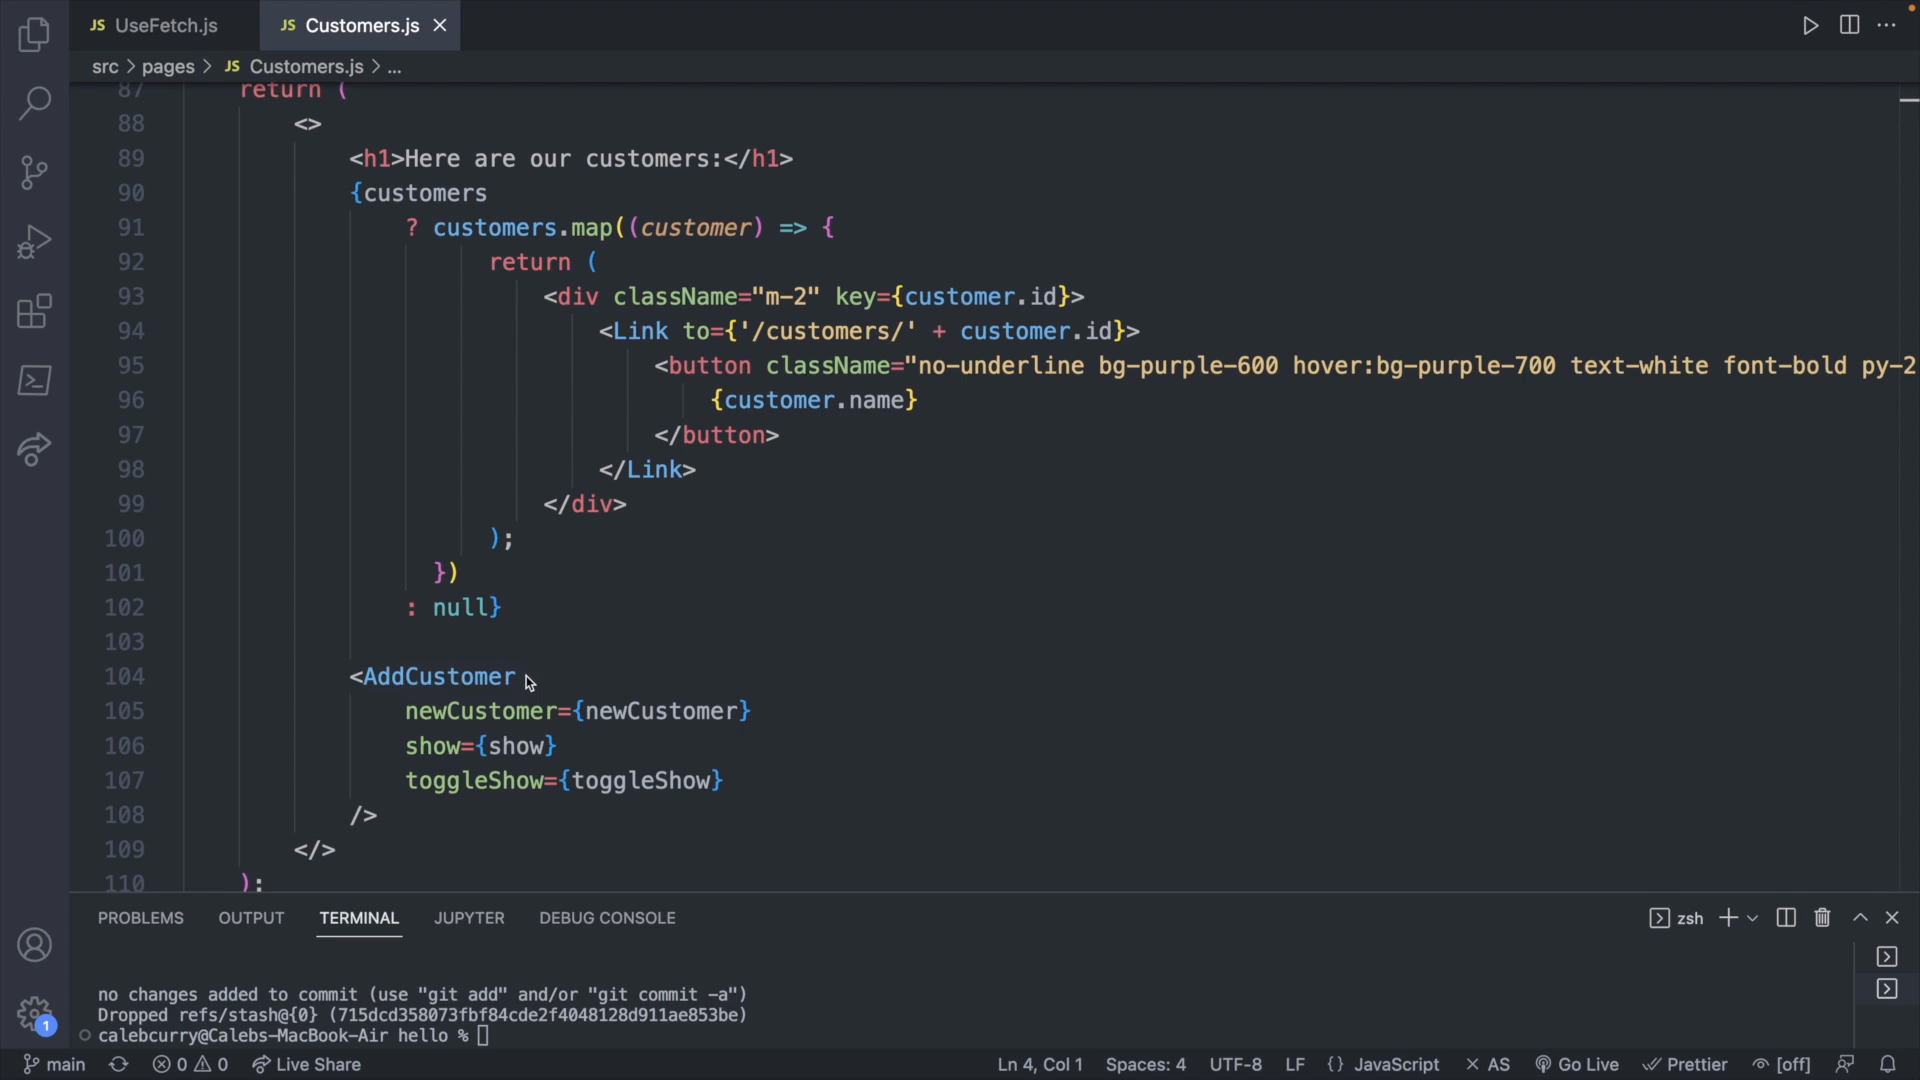 JS UseFetch.js
JS Customers.js
src > pages > JS Customers.js > ...
87 return (
88 <>
89 <h1>Here are our customers:</h1>
90 {customers
91 ? customers.map((customer) => {
92 return (
93 <div className="m-2" key={customer.id}>
94 <Link to={'/customers/' + customer.id}>
95 <button className="no-underline bg-purple-600 hover:bg-purple-700 text-white font-bold py-2
96 {customer.name}
97 </button>
98 </Link>
99 </div>
100 );
101 })
102 : null}
103
104 <AddCustomer
105 newCustomer={newCustomer}
106 show={show}
107 toggleShow={toggleShow}
108 />
109 </>
110 );
PROBLEMS OUTPUT TERMINAL JUPYTER DEBUG CONSOLE
zsh
no changes added to commit (use "git add" and/or "git commit -a")
Dropped refs/stash@{0} (715dcd358073fbf84cde2f4048128d911ae853be)
calebcurry@Calebs-MacBook-Air hello %
1
main 0 0 Live Share Ln 4, Col 1 Spaces: 4 UTF-8 LF {} JavaScript AS Go Live Prettier [off]